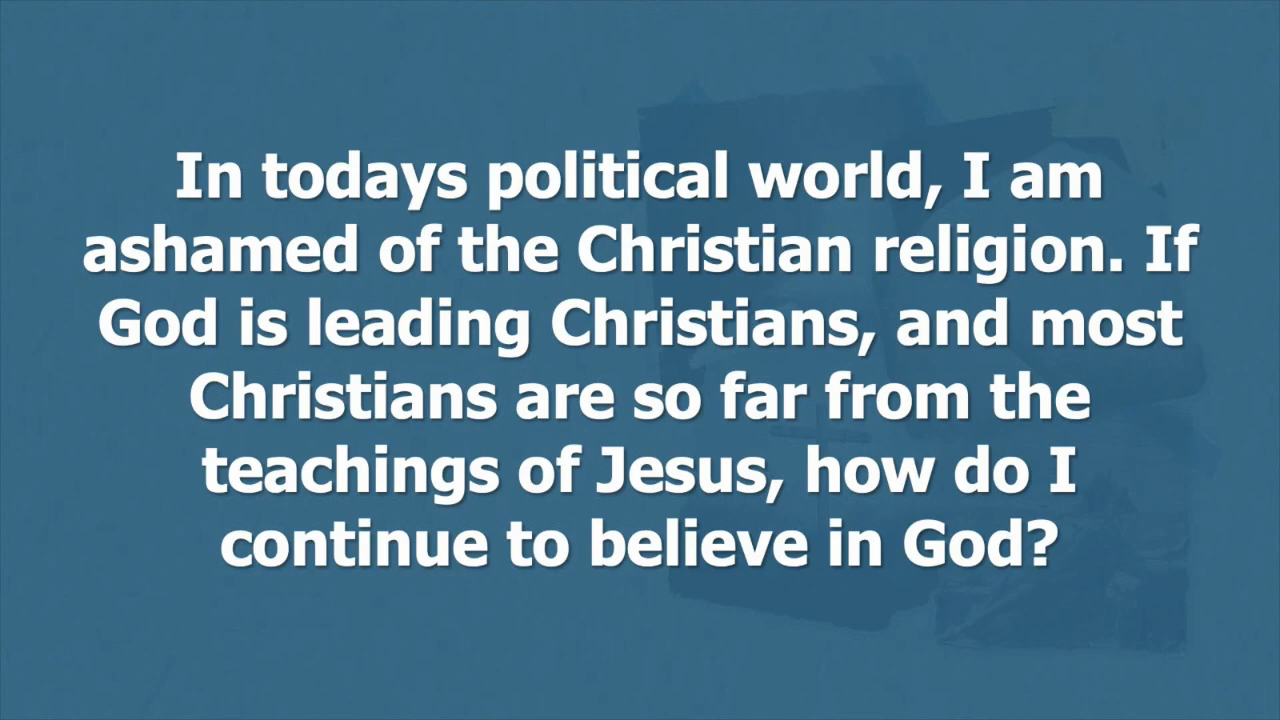 In todays political world, I am
ashamed of the Christian religion. If
God is leading Christians, and most
Christians are so far from the
teachings of Jesus, how do I
continue to believe in God?